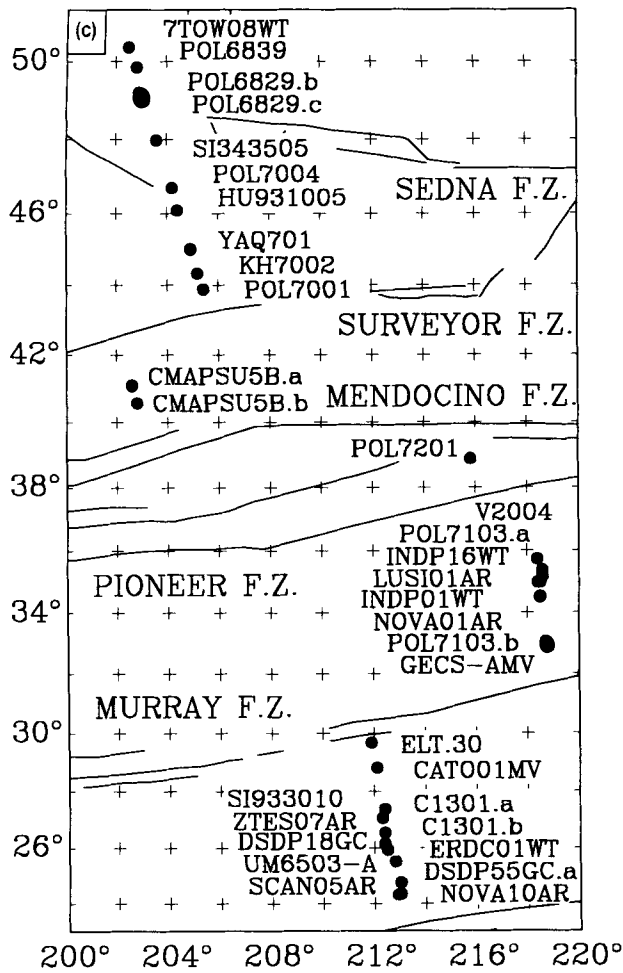 (c)
7TOW08WT
50°
POL6839
POL6829.b
POL6829.c
SI343505
POL7004
SEDNA F.Z.
HU931005
46°
YAQ701
KH7002
POL7001
SURVEYOR F.Z.
42°
CMAPSU5B.a
MENDOCINO F.Z.
CMAPSU5B.b
POL7201
38°
V2004
POL7103.a
INDP16WT
LUSI01AR
PIONEER F.Z.
INDP01WT
34°
NOVA01AR
POL7103.b
GECS-AMV
MURRAY F.Z.
30°
ELT.30
CATO01MV
SI933010
C1301.a
ZTES07AR
C1301.b
DSDP18GC
ERDC01WT
26°
UM6503-A
DSDP55GC.a
SCAN05AR
NOVA10AR
200° 204° 208° 212° 216° 220°